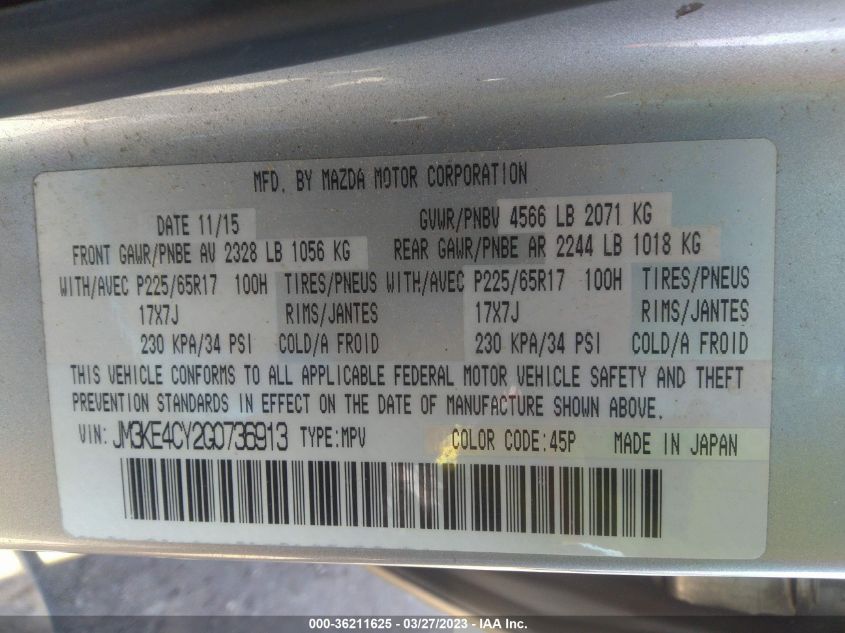 MFD. BY MAZDA MOTOR CORPORATION
DATE 11/15 GVWR/PNBV 4566 LB 2071 KG
FRONT GAWR/PNBE AV 2328 LB 1056 KG REAR GAWR/PNBE AR 2244 LB 1018 KG
WITH/AVEC P225/65R17 100H TIRES/PNEUS WITH/AVEC P225/65R17 100H TIRES/PNEUS
17X7J RIMS/JANTES 17X7J RIMS/JANTES
230 KPA/34 PSI COLD/A FROID 230 KPA/34 PSI COLD/A FROID
THIS VEHICLE CONFORMS TO ALL APPLICABLE FEDERAL MOTOR VEHICLE SAFETY AND THEFT
PREVENTION STANDARDS IN EFFECT ON THE DATE OF MANUFACTURE SHOWN ABOVE.
VIN: JM3KE4CY2G0736913 TYPE:MPV COLOR CODE:45P MADE IN JAPAN
000-36211625 - 03/27/2023 - IAA Inc.